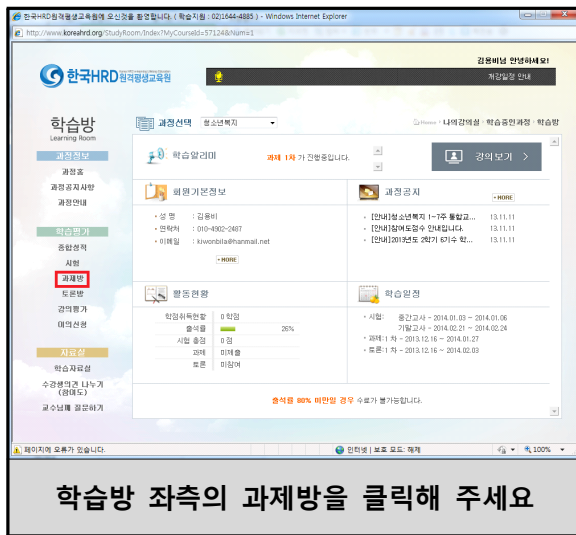 한국HRD원격평생교육원에 오신것을 환영합니다. ( 학습지원 : 02)1644-4885 ) - Windows Internet Explorer
http://www.koreahrd.org/StudyRoom/Index?MyCourseId=57124&Num=1
김용비님 안녕하세요!
한국HRD원격평생교육원
개강일정 안내
학습방
Learning Room
과정선택 청소년복지
Home > 나의강의실 > 학습중인과정 > 학습방
과정정보
과정홈
과정공지사항
과정안내
학습평가
종합성적
시험
과제방
토론방
강의평가
이의신청
자료실
학습자료실
수강생의견 나누기
(참여도)
교수님께 질문하기
학습알리미
과제 1차 가 진행중입니다.
강의보기 >
회원기본정보
• 성 명 : 김용비
• 연락처 : 010-4902-2487
• 이메일 : kiwonbila@hanmail.net
• MORE
과정공지
• MORE
• [안내]청소년복지 1~7주 통합교... 13.11.11
• [안내]참여도점수 안내입니다. 13.11.11
• [안내]2013년도 2학기 6기수 학... 13.11.11
활동현황
학점취득현황 0 학점
출석률 26%
시험 총점 0 점
과제 미제출
토론 미참여
학습일정
• 시험: 중간고사 - 2014.01.03 ~ 2014.01.06
기말고사 - 2014.02.21 ~ 2014.02.24
• 과제:1 차 - 2013.12.16 ~ 2014.01.27
• 토론:1 차 - 2013.12.16 ~ 2014.02.03
출석률 80% 미만일 경우 수료가 불가능합니다.
페이지에 오류가 있습니다.
인터넷 | 보호 모드: 해제
100%
학습방 좌측의 과제방을 클릭해 주세요